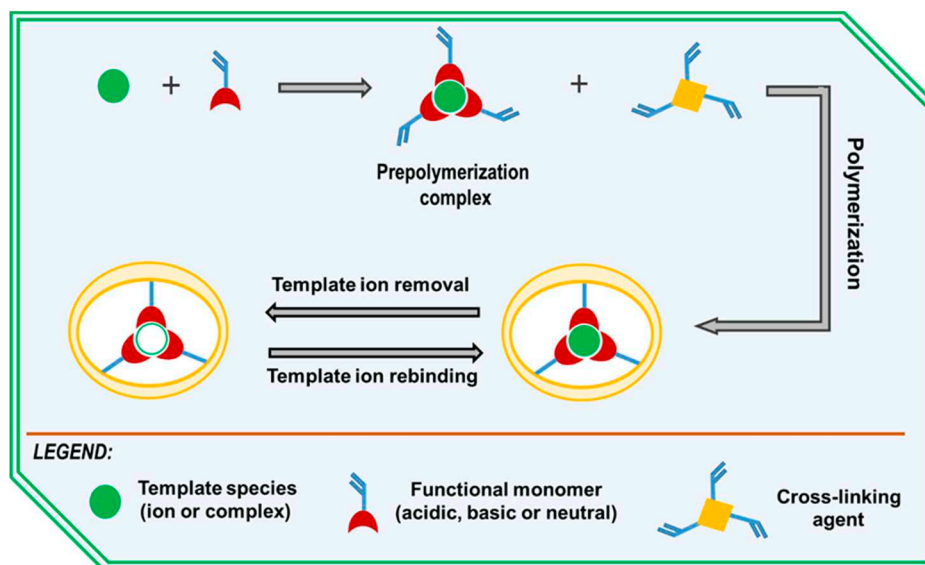 +
+
Prepolymerization
complex
Polymerization
Template ion removal
Template ion rebinding
LEGEND:
Template species
(ion or complex)
Functional monomer
(acidic, basic or neutral)
Cross-linking
agent